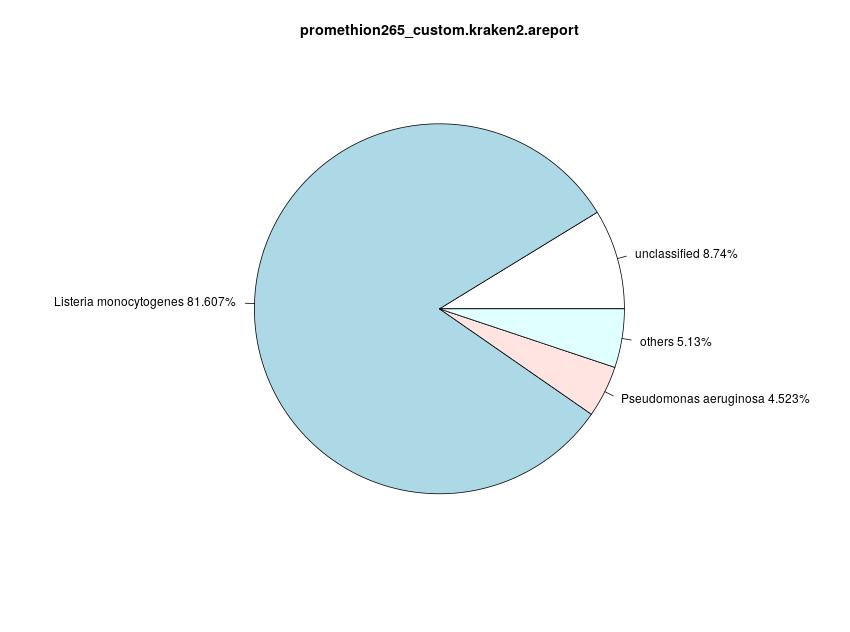 promethion265_custom.kraken2.areport
unclassified 8.74%
Listeria monocytogenes 81.607%
others 5.13%
Pseudomonas aeruginosa 4.523%